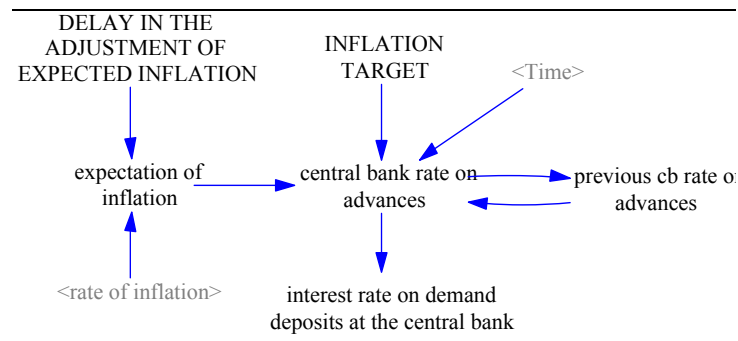 DELAY IN THE
ADJUSTMENT OF
EXPECTED INFLATION
INFLATION
TARGET
<Time>
expectation of
inflation
central bank rate on
advances
previous cb rate o
advances
<rate of inflation>
interest rate on demand
deposits at the central bank